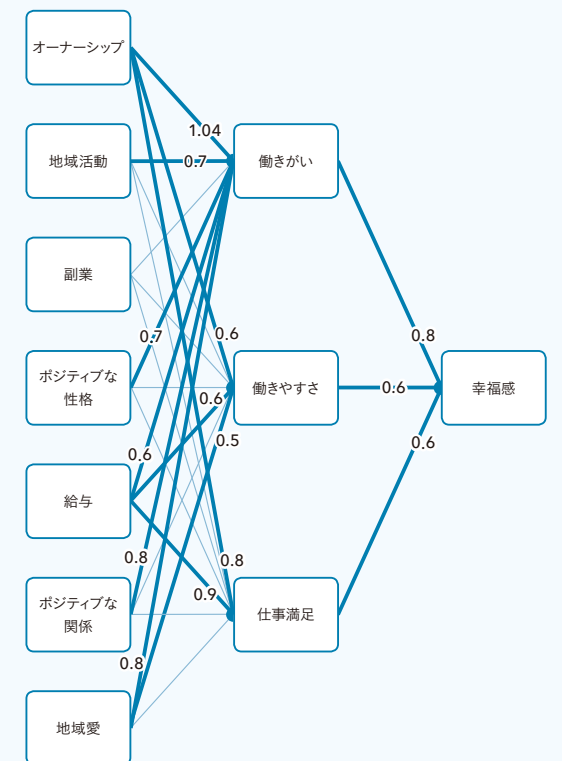 オーナーシップ
1.04
地域活動
0.7
働きがい
副業
0.7
0.6
0.8
ポジティブな
性格
働きやすさ
0.6
幸福感
0.6
0.5
0.6
0.6
給与
0.8
0.8
0.9
ポジティブな
関係
仕事満足
0.8
地域愛